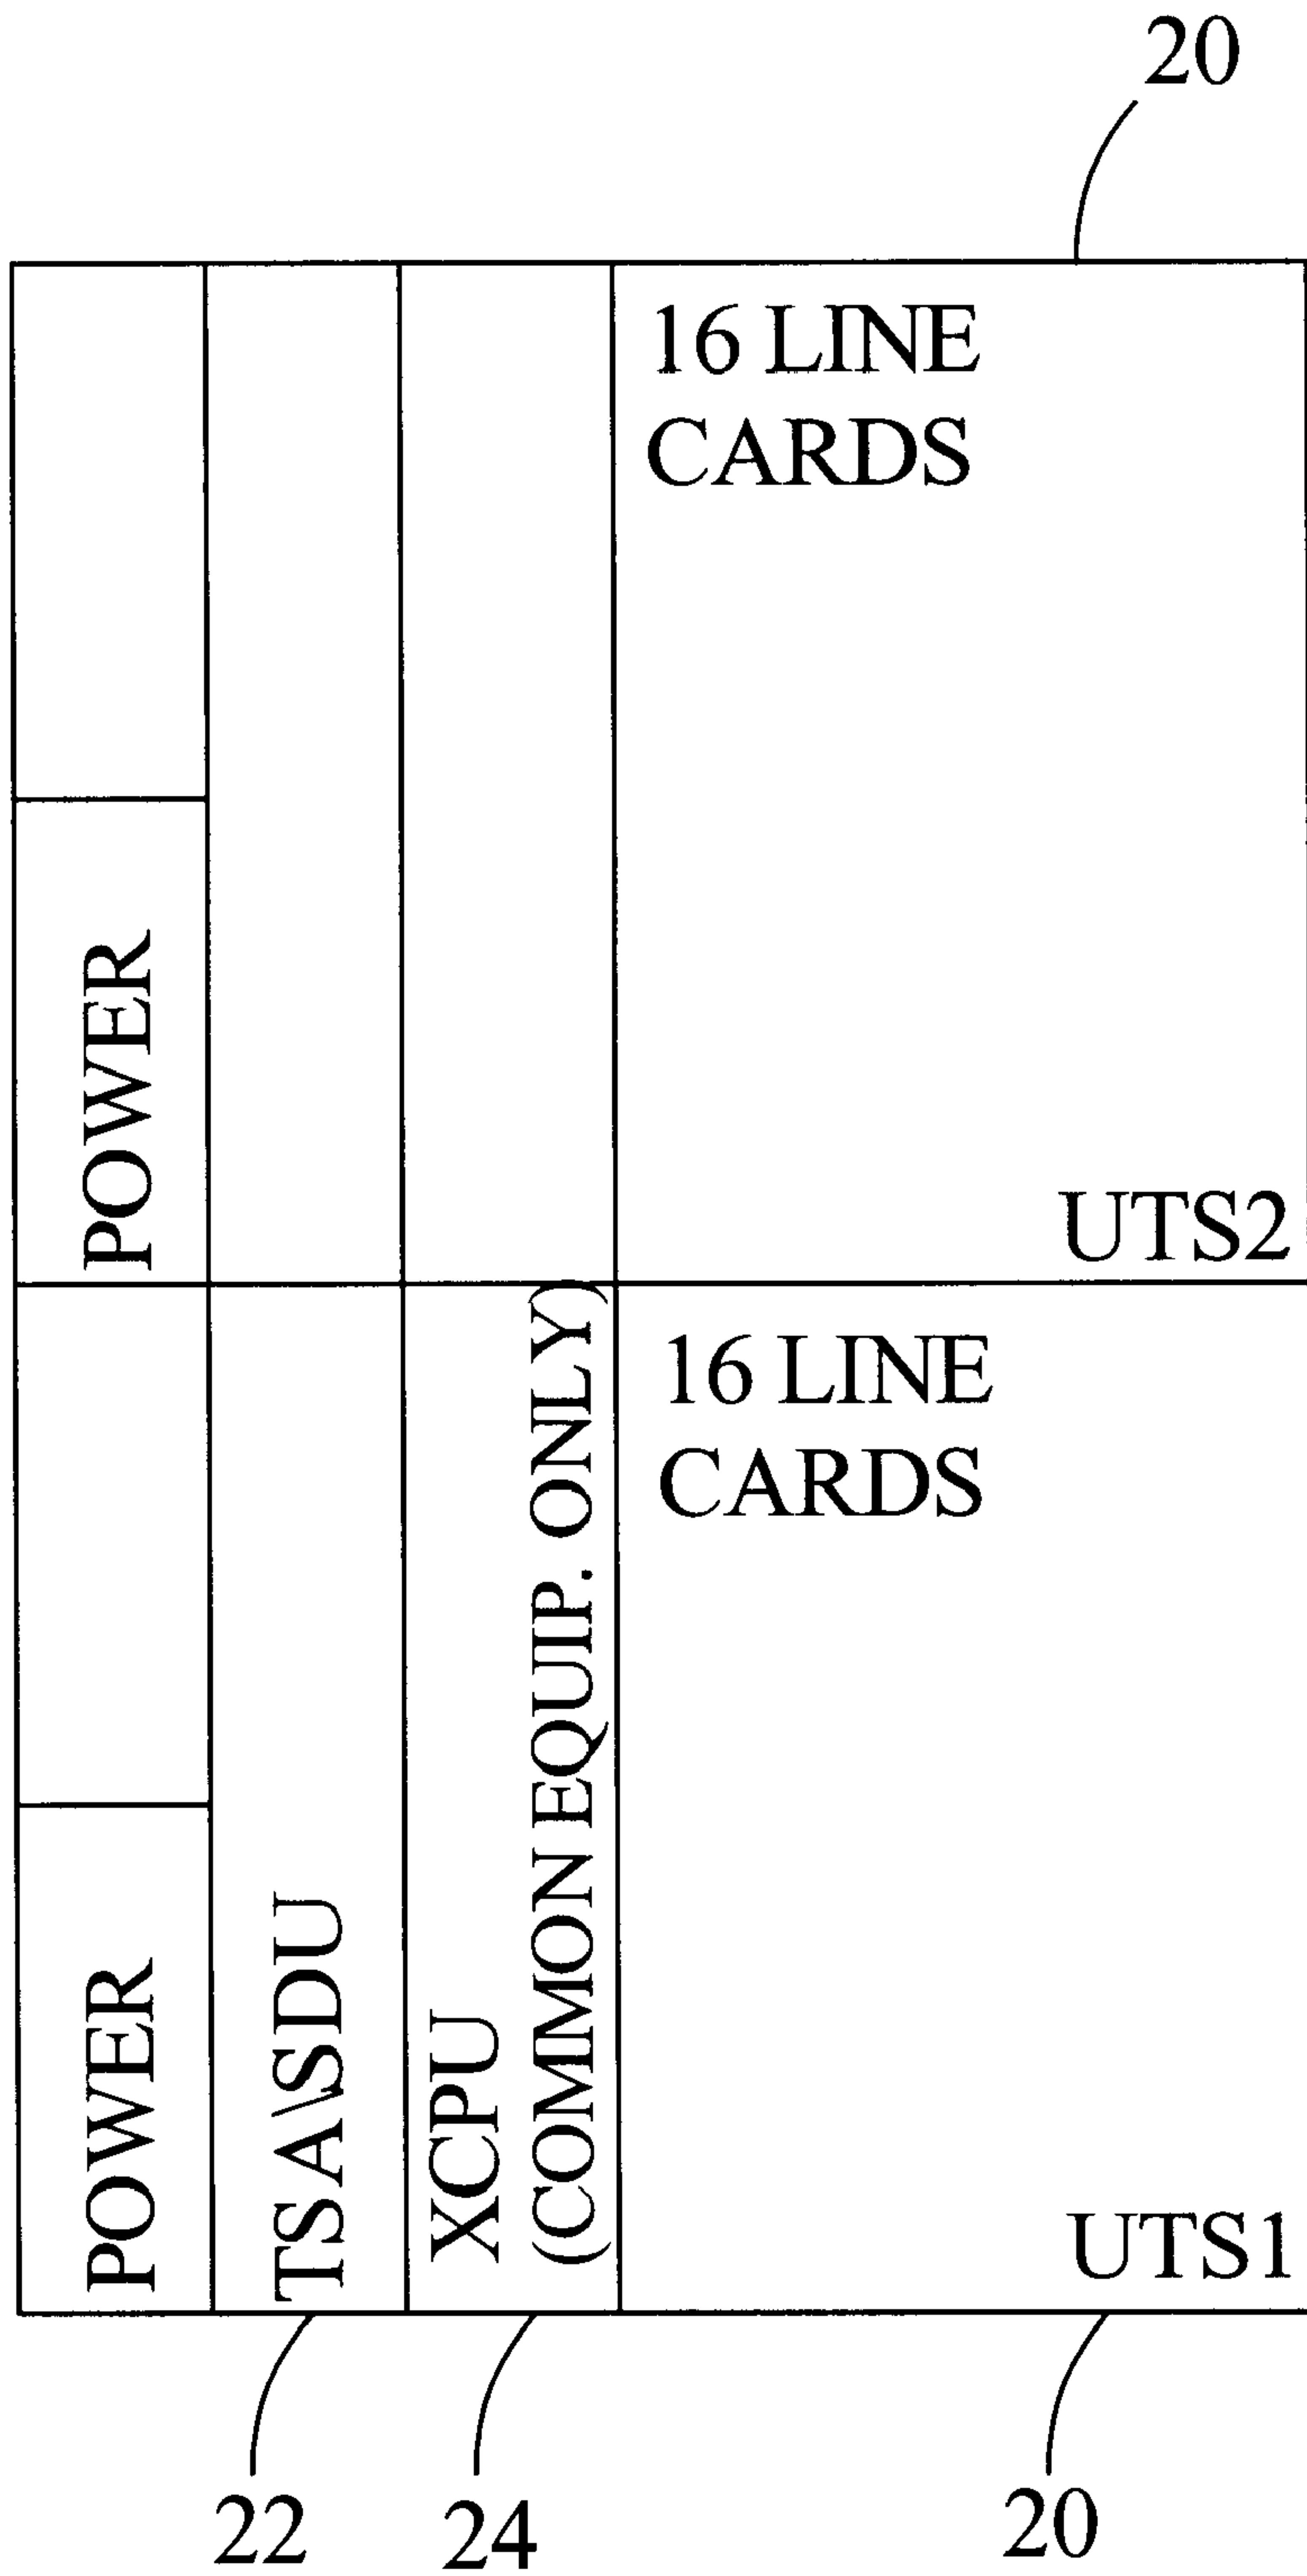 20
16 LINE
CARDS
POWER
UTS2
16 LINE
CARDS
POWER
TSA\SDU
XCPU
(COMMON EQUIP. ONLY)
UTS1
22
24
20